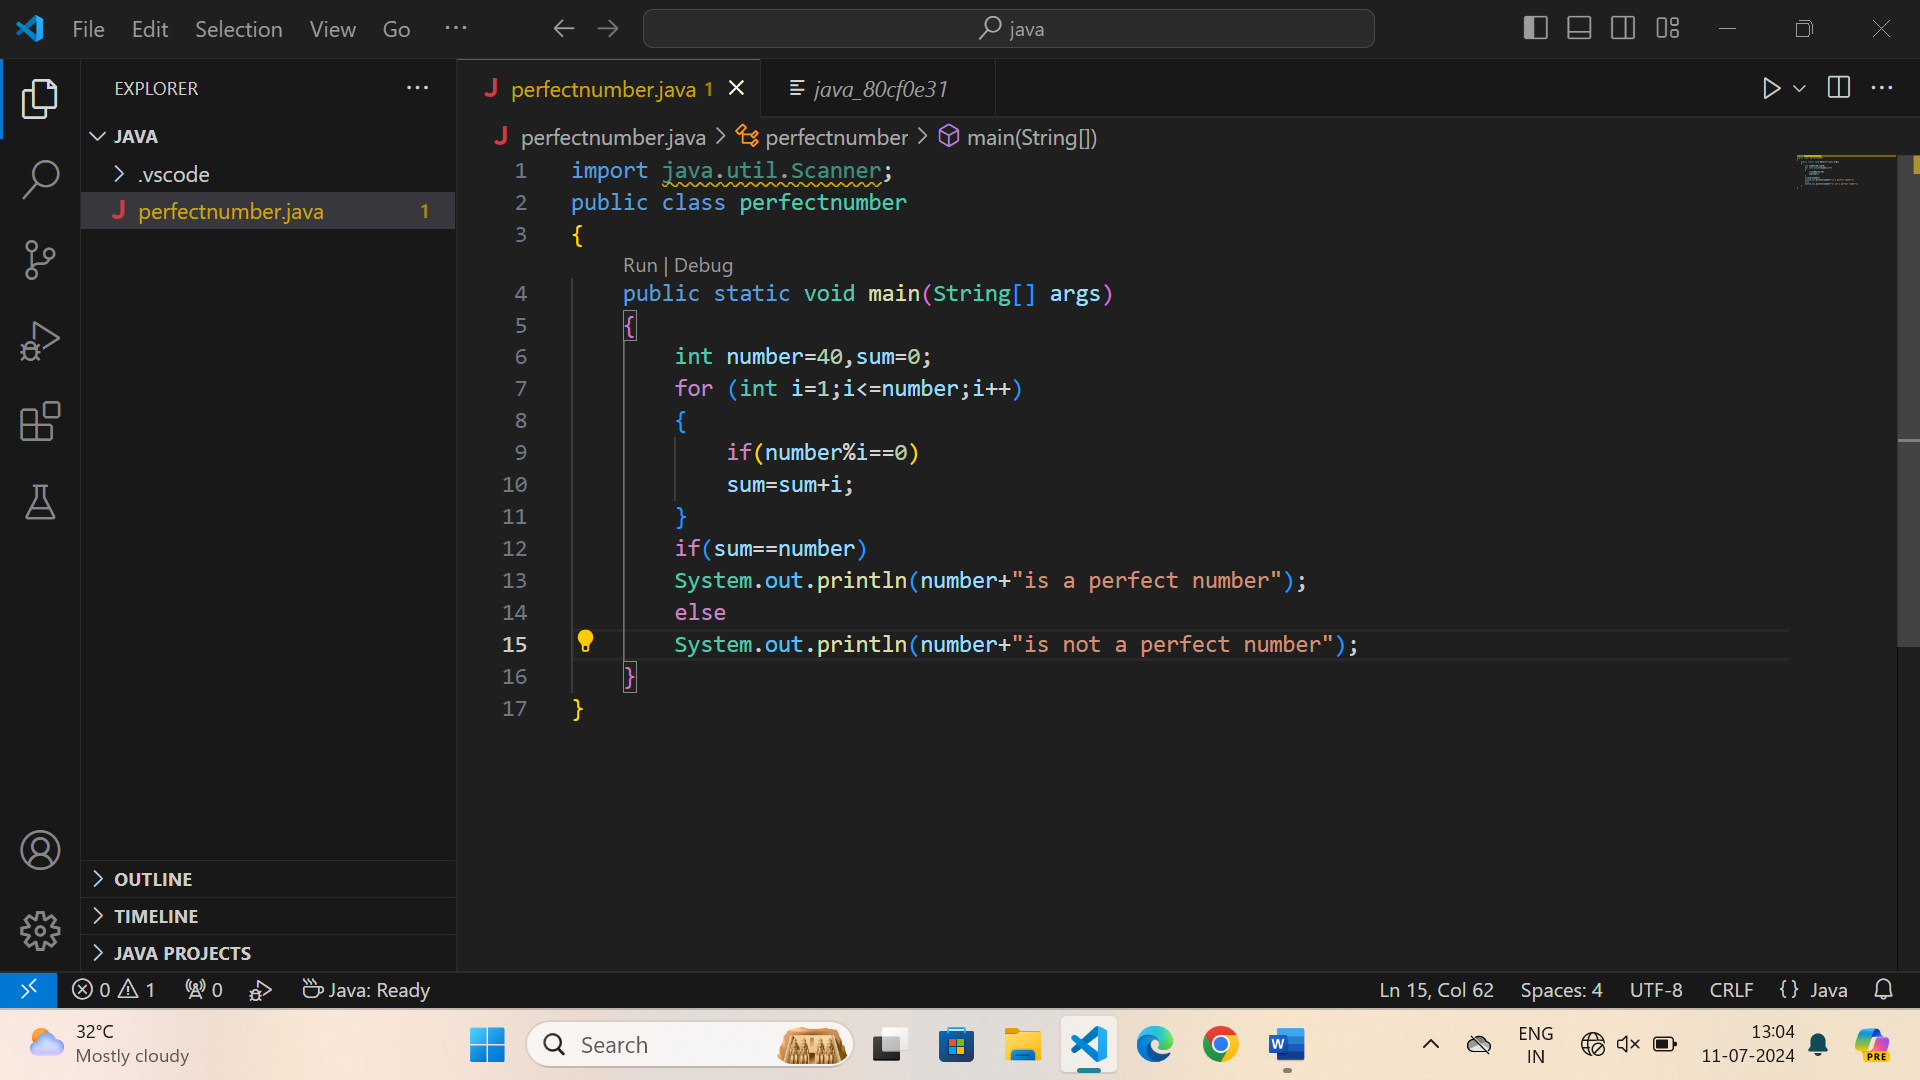 File Edit Selection View Go ···
java
EXPLORER ···
JAVA
.vscode
perfectnumber.java 1
OUTLINE
TIMELINE
JAVA PROJECTS
perfectnumber.java 1
java_80cf0e31
perfectnumber.java > perfectnumber > main(String[])
1 import java.util.Scanner;
2 public class perfectnumber
3 {
Run | Debug
4 public static void main(String[] args)
5 {
6 int number=40,sum=0;
7 for (int i=1;i<=number;i++)
8 {
9 if(number%i==0)
10 sum=sum+i;
11 }
12 if(sum==number)
13 System.out.println(number+"is a perfect number");
14 else
15 System.out.println(number+"is not a perfect number");
16 }
17 }
0 1 0 Java: Ready
Ln 15, Col 62 Spaces: 4 UTF-8 CRLF {} Java
32°C
Mostly cloudy
Search
W
ENG
IN
13:04
11-07-2024
PRE